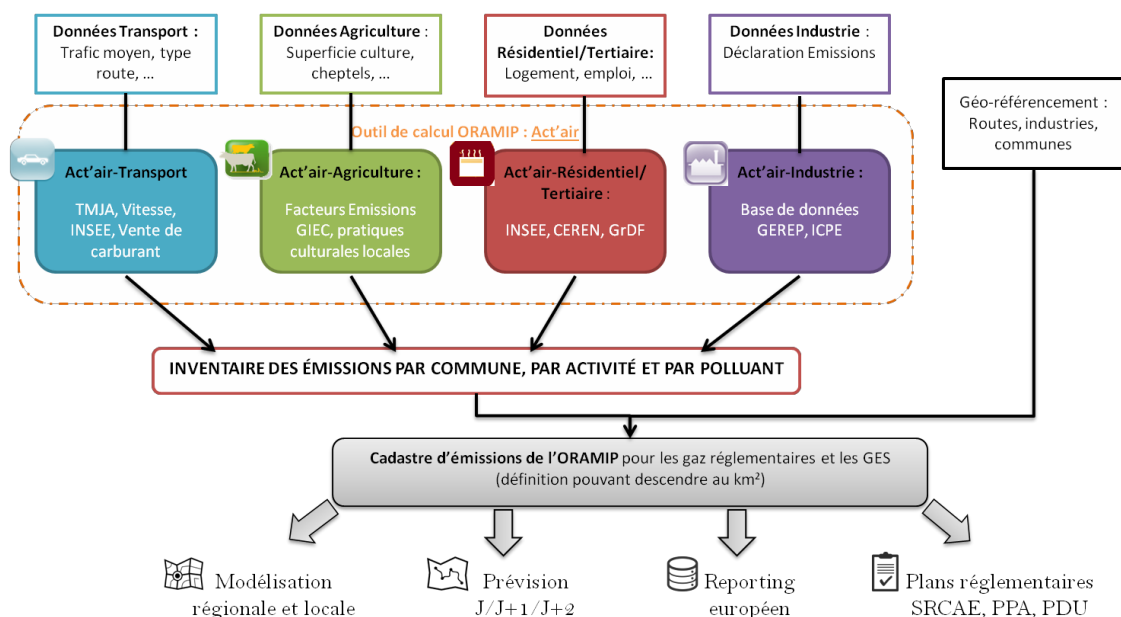 Données Transport :
Trafic moyen, type
route, …
Données Agriculture :
Superficie culture,
cheptels, …
Données
Résidentiel/Tertiaire:
Logement, emploi, …
Données Industrie :
Déclaration Emissions
Géo-référencement :
Routes, industries,
communes
Outil de calcul ORAMIP : Act’air
Act’air-Transport
TMJA, Vitesse,
INSEE, Vente de
carburant
Act’air-Agriculture :
Facteurs Emissions
GIEC, pratiques
culturales locales
Act’air-Résidentiel/
Tertiaire :
INSEE, CEREN, GrDF
Act’air-Industrie :
Base de données
GEREP, ICPE
INVENTAIRE DES ÉMISSIONS PAR COMMUNE, PAR ACTIVITÉ ET PAR POLLUANT
Cadastre d’émissions de l’ORAMIP pour les gaz réglementaires et les GES
(définition pouvant descendre au km²)
Modélisation
régionale et locale
Prévision
J/J+1/J+2
Reporting
européen
Plans réglementaires
SRCAE, PPA, PDU